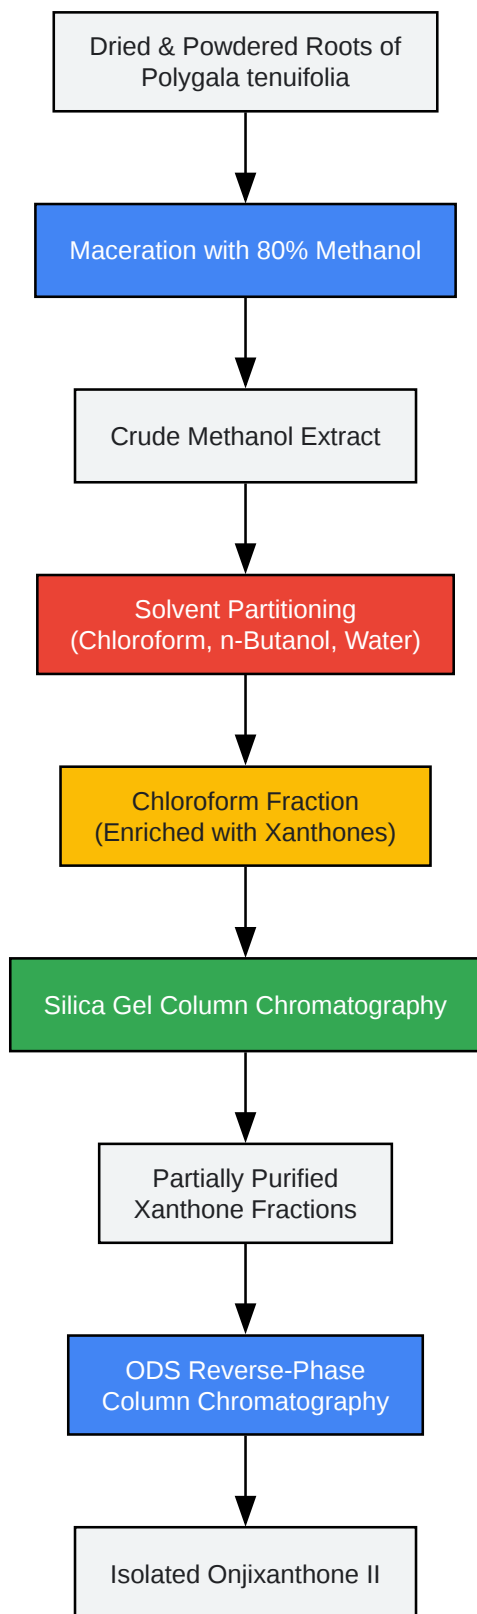 Dried & Powdered Roots of
Polygala tenuifolia
Maceration with 80% Methanol
Crude Methanol Extract
Solvent Partitioning
(Chloroform, n-Butanol, Water)
Chloroform Fraction
(Enriched with Xanthones)
Silica Gel Column Chromatography
Partially Purified
Xanthone Fractions
ODS Reverse-Phase
Column Chromatography
Isolated Onjixanthone II